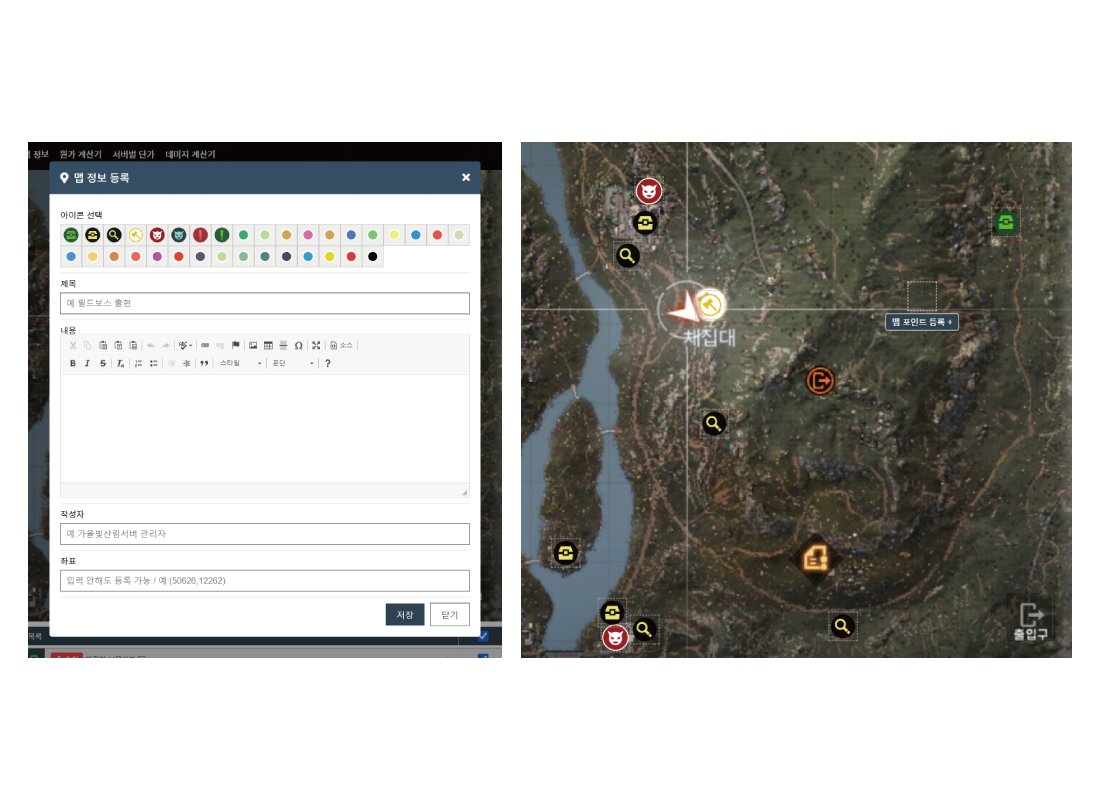 정보 원가 계산기 서버별 단가 데미지 계산기
맵 정보 등록
아이콘 선택
제목
예 필드보스 출현
내용
소스
B I S Tx 스타일 문단 ?
작성자
예:가을빛산림서버 관리자
좌표
입력 안해도 등록 가능 / 예:(50626,12262)
저장 닫기
목록
채집대
맵 포인트 등록 +
출입구